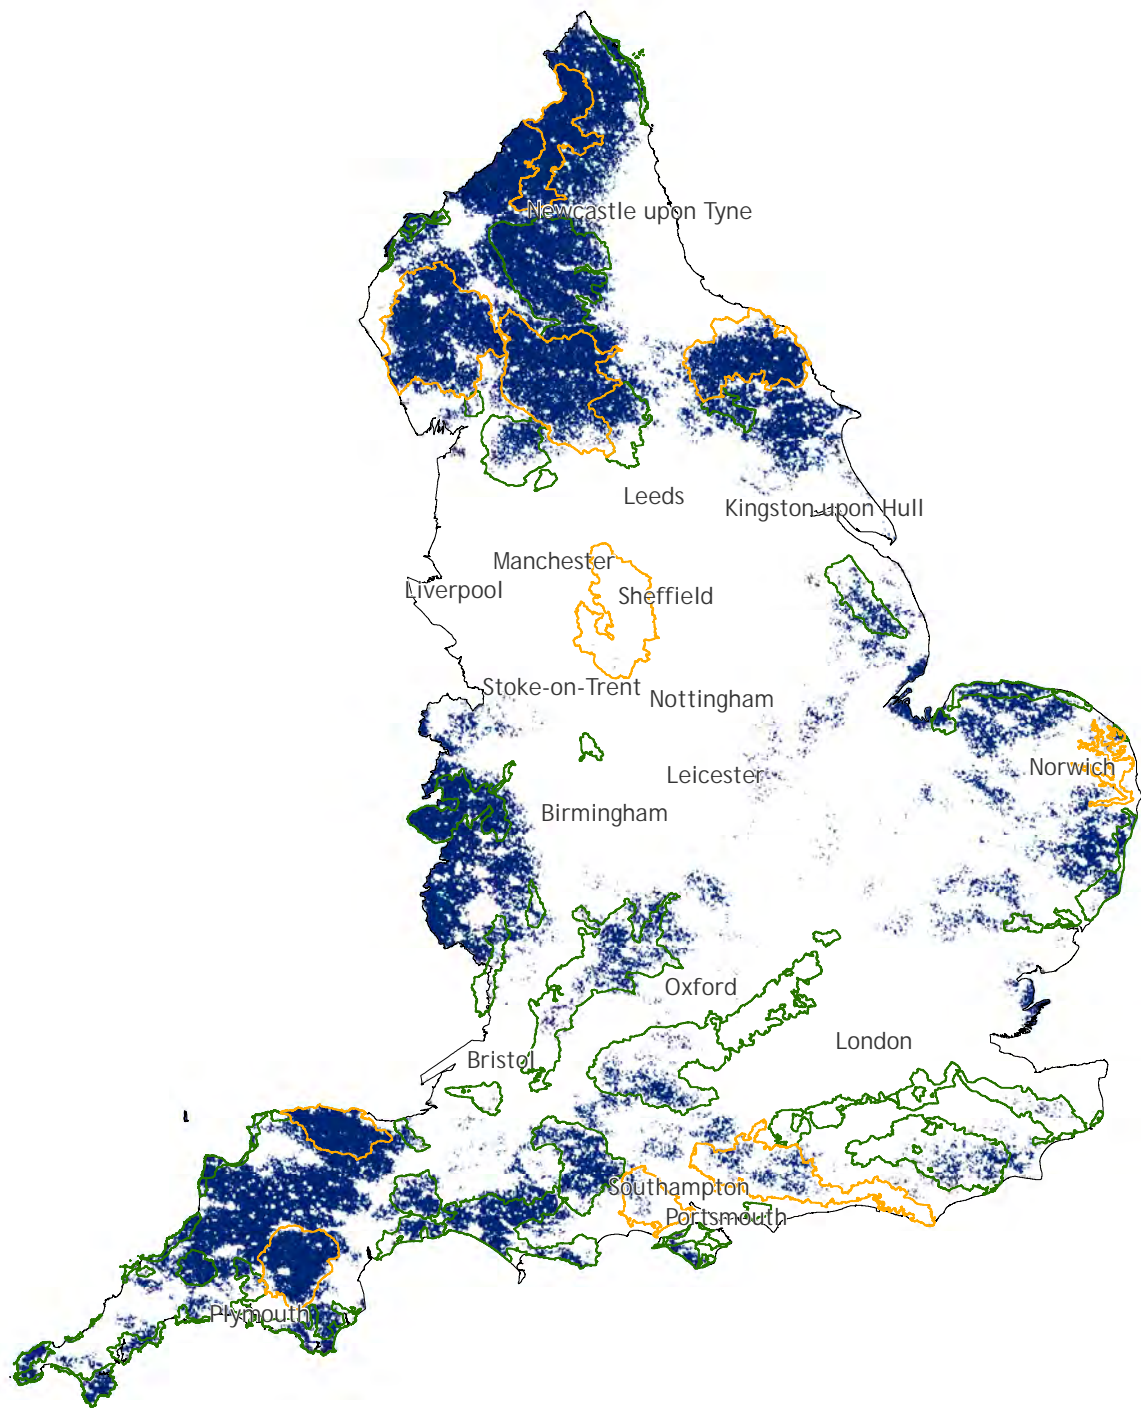 Newcastle upon Tyne
Leeds
Kingston upon Hull
Manchester
Liverpool
Sheffield
Stoke-on-Trent
Nottingham
Norwich
Leicester
Birmingham
Oxford
London
Bristol
Southampton
Portsmouth
Plymouth